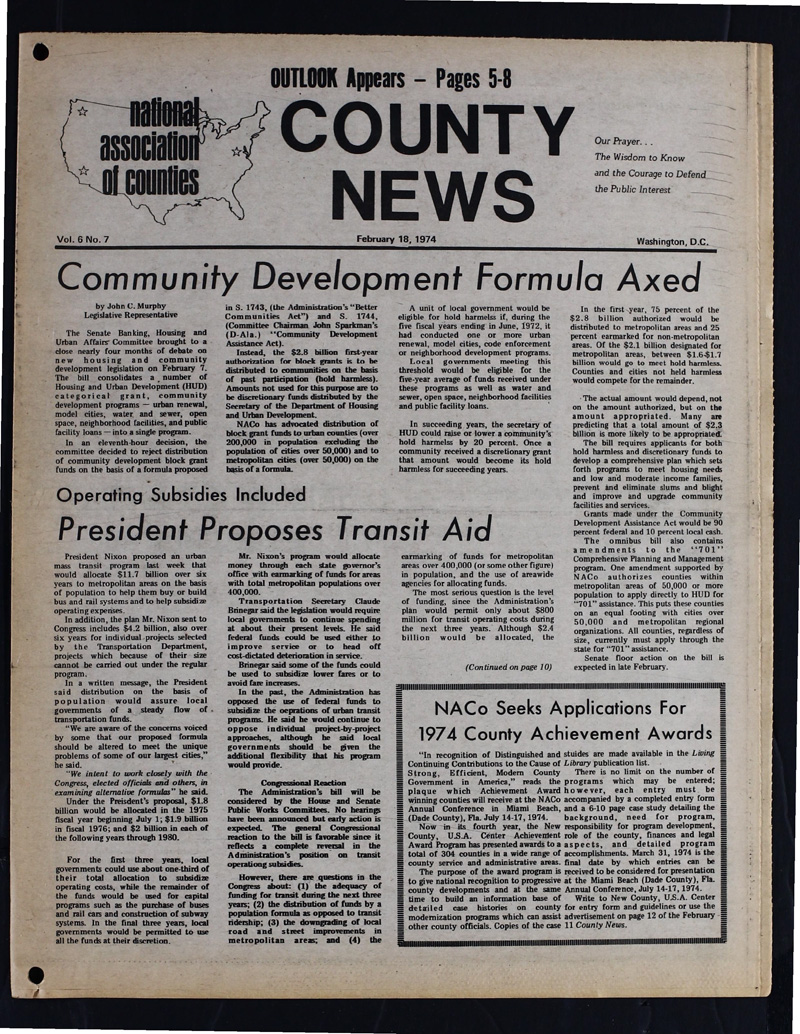 OUTLOOK Appears – Pages 5-8
national
association
of counties
COUNTY
NEWS
Our Prayer. . .
The Wisdom to Know
and the Courage to Defend
the Public Interest
Vol. 6 No. 7
February 18, 1974
Washington, D.C.
Community Development Formula Axed
by John C. Murphy
Legislative Representative
The Senate Banking, Housing and
Urban Affairs Committee brought to a
close nearly four months of debate on
new housing and community
development legislation on February 7.
The bill consolidates a number of
Housing and Urban Development (HUD)
categorical grant, community
development programs — urban renewal,
model cities, water and sewer, open
space, neighborhood facilities, and public
facility loans — into a single program.
In an eleventh-hour decision, the
committee decided to reject distribution
of community development block grant
funds on the basis of a formula proposed
in S. 1743, (the Administration's "Better
Communities Act") and S. 1744,
(Committee Chairman John Sparkman's
(D-Ala.) "Community Development
Assistance Act).
Instead, the $2.8 billion first-year
authorization for block grants is to be
distributed to communities on the basis
of past participation (hold harmless).
Amounts not used for this purpose are to
be discretionary funds distributed by the
Secretary of the Department of Housing
and Urban Development.
NACo has advocated distribution of
block grant funds to urban counties (over
200,000 in population excluding the
population of cities over 50,000) and to
metropolitan cities (over 50,000) on the
basis of a formula.
A unit of local government would be
eligible for hold harmless if, during the
five fiscal years ending in June, 1972, it
had conducted one or more urban
renewal, model cities, code enforcement
or neighborhood development programs.
Local governments meeting this
threshold would be eligible for the
five-year average of funds received under
these programs as well as water and
sewer, open space, neighborhood facilities
and public facility loans.
In succeeding years, the secretary of
HUD could raise or lower a community's
hold harmless by 20 percent. Once a
community received a discretionary grant
that amount would become its hold
harmless for succeeding years.
In the first year, 75 percent of the
$2.8 billion authorized would be
distributed to metropolitan areas and 25
percent earmarked for non-metropolitan
areas. Of the $2.1 billion designated for
metropolitan areas, between $1.6-$1.7
billion would go to meet hold harmless.
Counties and cities not held harmless
would compete for the remainder.
The actual amount would depend, not
on the amount authorized, but on the
amount appropriated. Many are
predicting that a total amount of $2.3
billion is more likely to be appropriated.
The bill requires applicants for both
hold harmless and discretionary funds to
develop a comprehensive plan which sets
forth programs to meet housing needs
and low and moderate income families,
prevent and eliminate slums and blight
and improve and upgrade community
facilities and services.
Grants made under the Community
Development Assistance Act would be 90
percent federal and 10 percent local cash.
The omnibus bill also contains
amendments to the "701"
Comprehensive Planning and Management
program. One amendment supported by
NACo authorizes counties within
metropolitan areas of 50,000 or more
population to apply directly to HUD for
"701" assistance. This puts these counties
on an equal footing with cities over
50,000 and metropolitan regional
organizations. All counties, regardless of
size, currently must apply through the
state for "701" assistance.
Senate floor action on the bill is
expected in late February.
Operating Subsidies Included
President Proposes Transit Aid
President Nixon proposed an urban
mass transit program last week that
would allocate $11.7 billion over six
years to metropolitan areas on the basis
of population to help them buy or build
bus and rail systems and to help subsidize
operating expenses.
In addition, the plan Mr. Nixon sent to
Congress includes $4.2 billion, also over
six years for individual projects selected
by the Transportation Department,
projects which because of their size
cannot be carried out under the regular
program.
In a written message, the President
said distribution on the basis of
population would assure local
governments of a steady flow of
transportation funds.
"We are aware of the concerns voiced
by some that our proposed formula
should be altered to meet the unique
problems of some of our largest cities,"
he said.
"We intend to work closely with the
Congress, elected officials and others, in
examining alternative formulas" he said.
Under the Preisdent's proposal, $1.8
billion would be allocated in the 1975
fiscal year beginning July 1; $1.9 billion
in fiscal 1976; and $2 billion in each of
the following years through 1980.
For the first three years, local
governments could use about one-third of
their total allocation to subsidize
operating costs, while the remainder of
the funds would be used for capital
programs such as the purchase of buses
and rail cars and construction of subway
systems. In the final three years, local
governments would be permitted to use
all the funds at their discretion.
Mr. Nixon's program would allocate
money through each state governor's
office with earmarking of funds for areas
with total metropolitan populations over
400,000.
Transportation Secretary Claude
Brinegar said the legislation would require
local governments to continue spending
at about their present levels. He said
federal funds could be used either to
improve service or to head off
cost-dictated deterioration in service.
Brinegar said some of the funds could
be used to subsidize lower fares or to
avoid fare increases.
In the past, the Administration has
opposed the use of federal funds to
subsidize the oeprations of urban transit
programs. He said he would continue to
oppose individual project-by-project
approaches, although he said local
governments should be given the
additional flexibility that his program
would provide.
Congressional Reaction
The Administration's bill will be
considered by the House and Senate
Public Works Committees. No hearings
have been announced but early action is
expected. The general Congressional
reaction to the bill is favorable since it
reflects a complete reversal in the
Administration's position on transit
operationg subsidies.
However, there are questions in the
Congress about: (1) the adequacy of
funding for transit during the next three
years; (2) the distribution of funds by a
population formula as opposed to transit
ridership; (3) the downgrading of local
road and street improvements in
metropolitan areas; and (4) the
earmarking of funds for metropolitan
areas over 400,000 (or some other figure)
in population, and the use of areawide
agencies for allocating funds.
The most serious question is the level
of funding, since the Administration's
plan would permit only about $800
million for transit operating costs during
the next three years. Although $2.4
billion would be allocated, the
(Continued on page 10)
NACo Seeks Applications For
1974 County Achievement Awards
"In recognition of Distinguished and
Continuing Contributions to the Cause of
Strong, Efficient, Modern County
Government in America," reads the
plaque which Achievement Award
winning counties will receive at the NACo
Annual Conference in Miami Beach,
(Dade County), Fla. July 14-17, 1974.
Now in its fourth year, the New
County, U.S.A. Center Achievement
Award Program has presented awards to a
total of 304 counties in a wide range of
county service and administrative areas.
The purpose of the award program is
to give national recognition to progressive
county developments and at the same
time to build an information base of
detailed case histories on county
modernization programs which can assist
other county officials. Copies of the case
stuides are made available in the Living
Library publication list.
There is no limit on the number of
programs which may be entered;
however, each entry must be
accompanied by a completed entry form
and a 6-10 page case study detailing the
background, need for program,
responsibility for program development,
role of the county, finances and legal
aspects, and detailed program
accomplishments. March 31, 1974 is the
final date by which entries can be
received to be considered for presentation
at the Miami Beach (Dade County), Fla.
Annual Conference, July 14-17, 1974.
Write to New County, U.S.A. Center
for entry form and guidelines or use the
advertisement on page 12 of the February
11 County News.